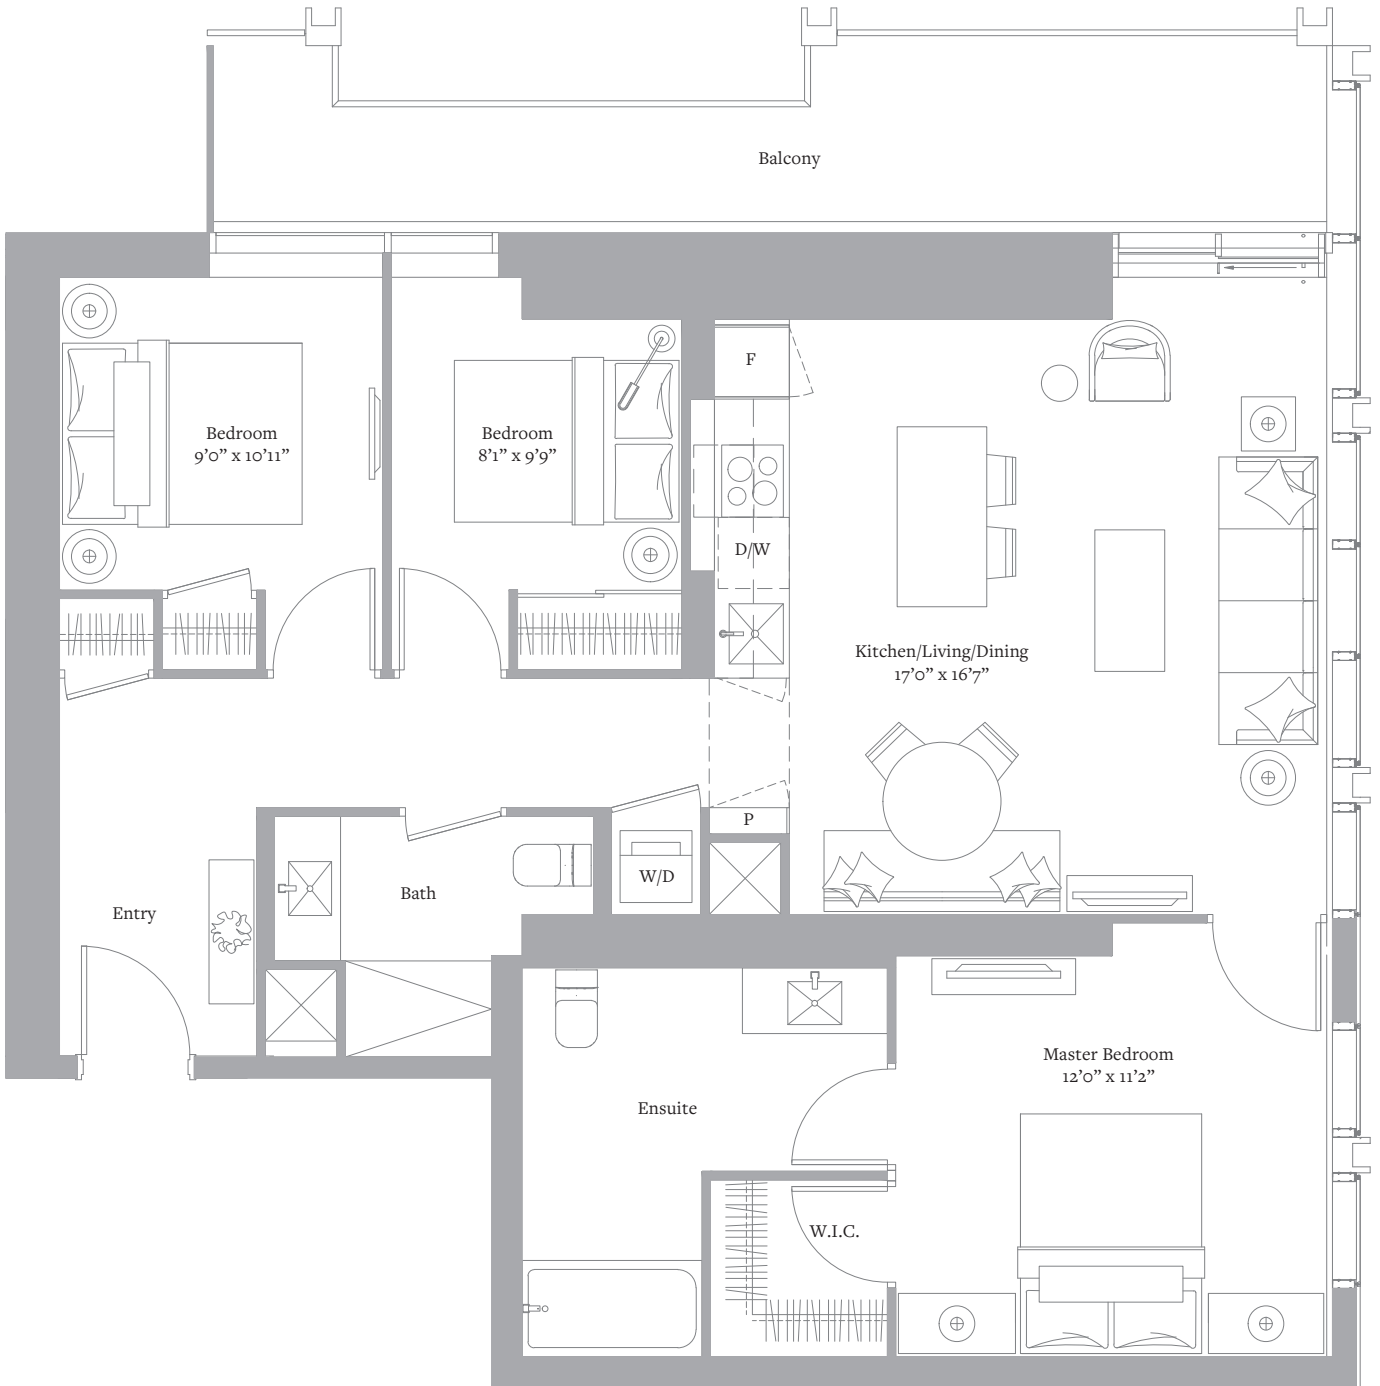 Balcony
F
Bedroom
9’0” x 10’11”
Bedroom
8’1” x 9’9”
D/W
Kitchen/Living/Dining
17’0” x 16’7”
P
W/D
Bath
Entry
Master Bedroom
12’0” x 11’2”
Ensuite
W.I.C.